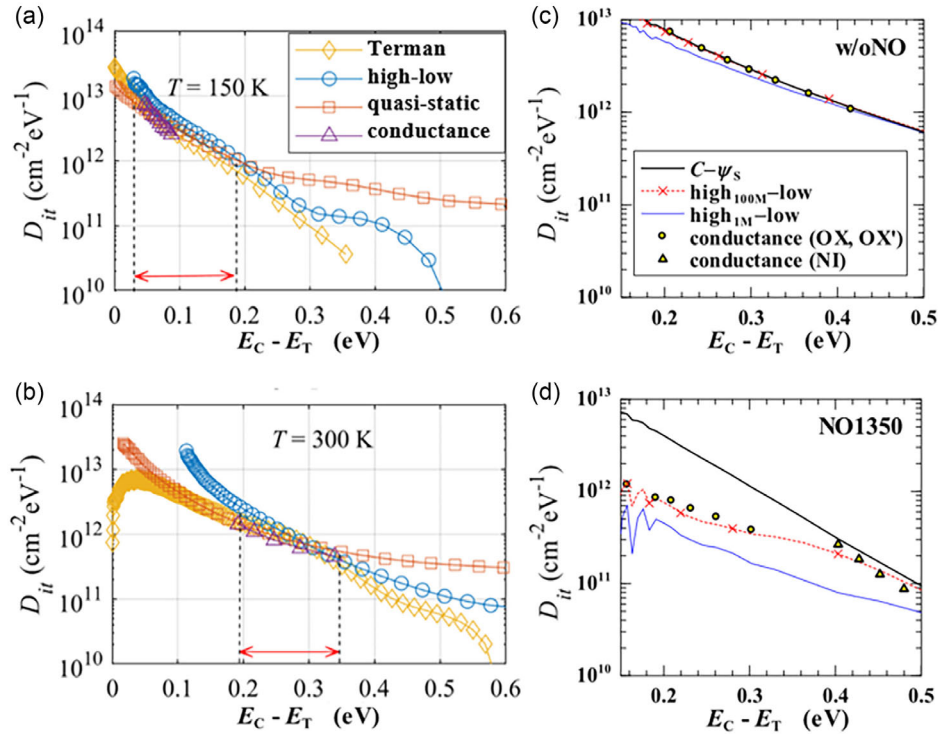 (a)
10^14
10^13
10^12
10^11
10^10
D_it (cm^-2eV^-1)
T = 150 K
Terman
high-low
quasi-static
conductance
0 0.1 0.2 0.3 0.4 0.5 0.6
E_C - E_T (eV)
(b)
10^14
10^13
10^12
10^11
10^10
D_it (cm^-2eV^-1)
T = 300 K
0 0.1 0.2 0.3 0.4 0.5 0.6
E_C - E_T (eV)
(c)
10^13
10^12
10^11
10^10
D_it (cm^-2eV^-1)
w/oNO
C–ψ_S
high_100M–low
high_1M–low
conductance (OX, OX')
conductance (NI)
0.2 0.3 0.4 0.5
E_C - E_T (eV)
(d)
10^13
10^12
10^11
10^10
D_it (cm^-2eV^-1)
NO1350
0.2 0.3 0.4 0.5
E_C - E_T (eV)